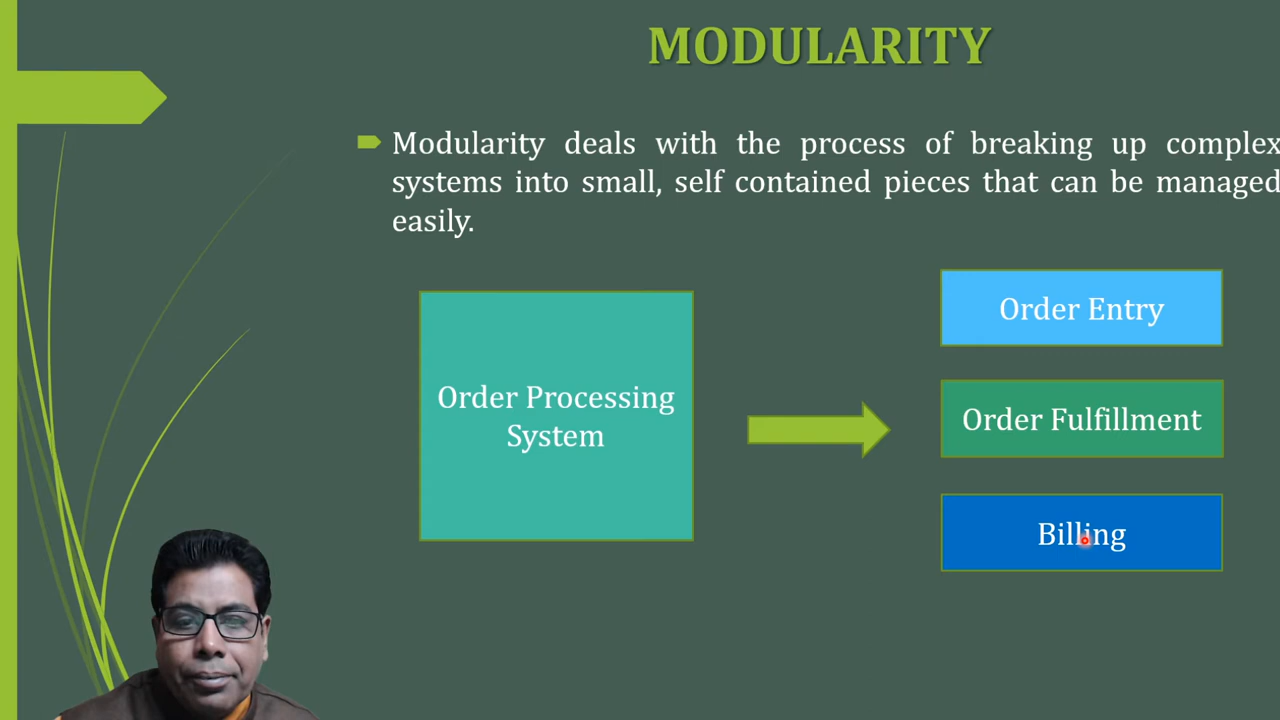 MODULARITY
Modularity deals with the process of breaking up complex
systems into small, self contained pieces that can be managed
easily.
Order Processing
System
Order Entry
Order Fulfillment
Billing